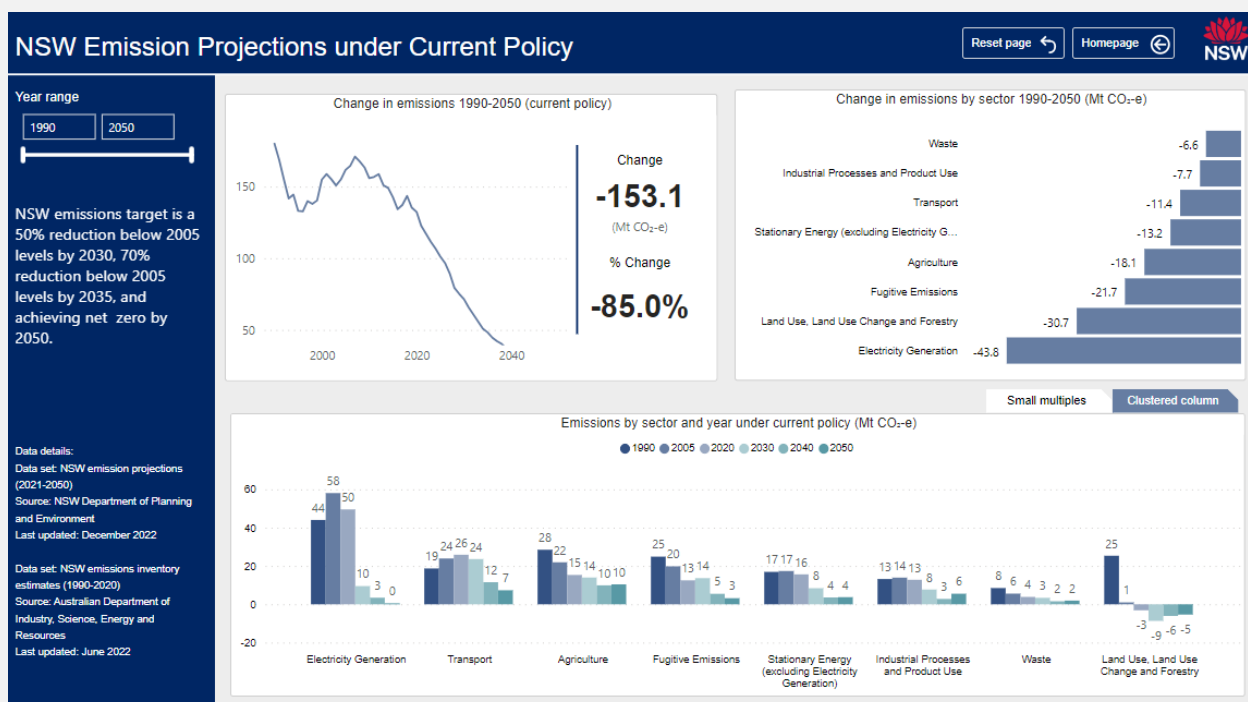 NSW Emission Projections under Current Policy
Reset page
Homepage
NSW
Year range
1990
2050
NSW emissions target is a
50% reduction below 2005
levels by 2030, 70%
reduction below 2005
levels by 2035, and
achieving net zero by
2050.
Data details:
Data set: NSW emission projections
(2021-2050)
Source: NSW Department of Planning
and Environment
Last updated: December 2022
Data set: NSW emissions inventory
estimates (1990-2020)
Source: Australian Department of
Industry, Science, Energy and
Resources
Last updated: June 2022
Change in emissions 1990-2050 (current policy)
150
100
50
2000 2020 2040
Change
-153.1
(Mt CO₂-e)
% Change
-85.0%
Change in emissions by sector 1990-2050 (Mt CO₂-e)
Waste -6.6
Industrial Processes and Product Use -7.7
Transport -11.4
Stationary Energy (excluding Electricity G... -13.2
Agriculture -18.1
Fugitive Emissions -21.7
Land Use, Land Use Change and Forestry -30.7
Electricity Generation -43.8
Small multiples
Clustered column
Emissions by sector and year under current policy (Mt CO₂-e)
1990 2005 2020 2030 2040 2050
60
40
20
0
-20
44 58 50 10 3 0
19 24 26 24 12 7
28 22 15 14 10 10
25 20 13 14 5 3
17 17 16 8 4 4
13 14 13 8 3 6
8 6 4 3 2 2
25 1 -3 -9 -6 -5
Electricity Generation
Transport
Agriculture
Fugitive Emissions
Stationary Energy
(excluding Electricity
Generation)
Industrial Processes
and Product Use
Waste
Land Use, Land Use
Change and Forestry